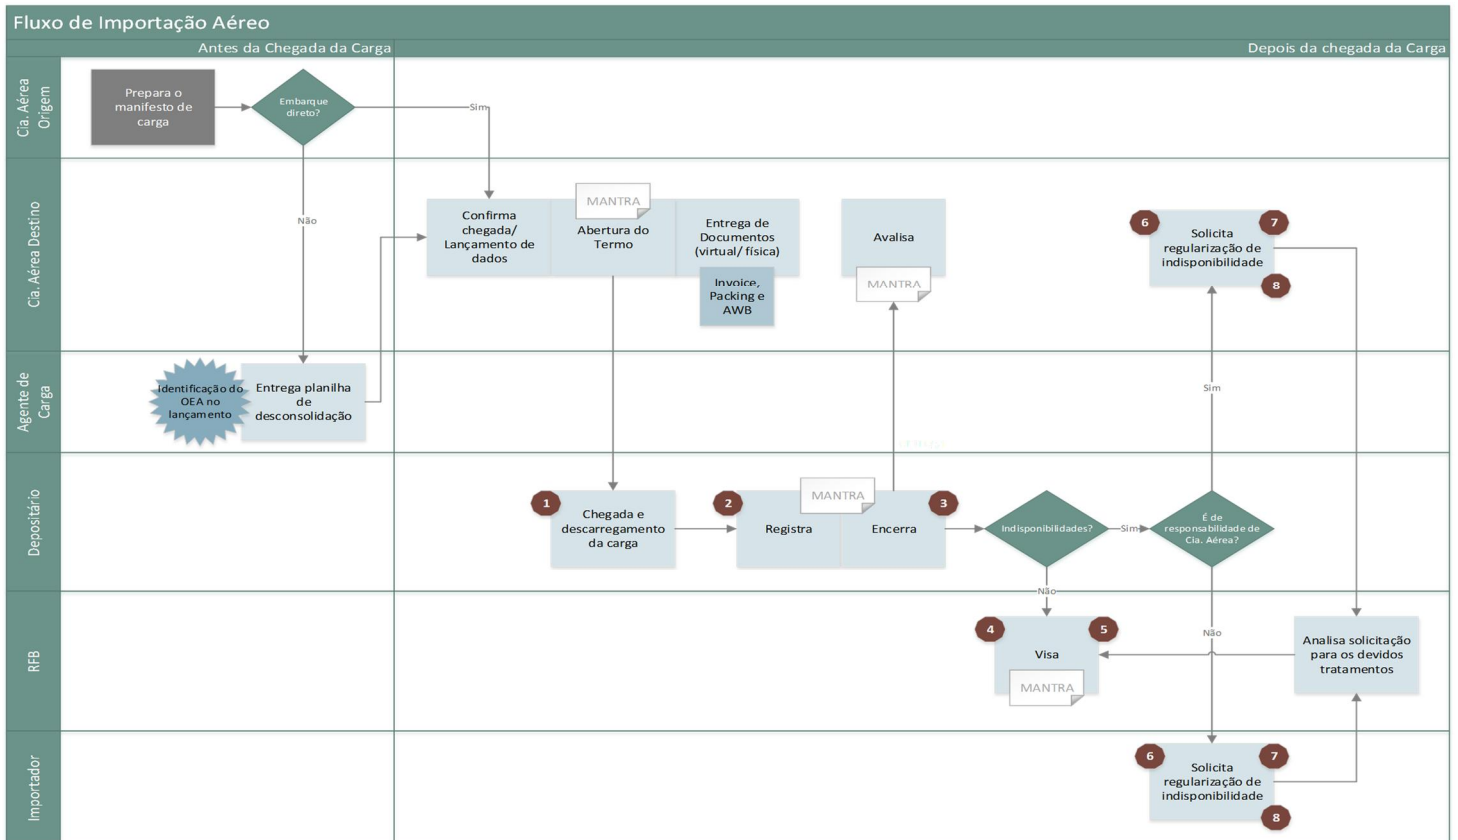 Fluxo de Importação Aéreo
Antes da Chegada da Carga
Depois da chegada da Carga
Cia. Aérea
Origem
Prepara o
manifesto de
carga
Embarque
direto?
Sim
Não
Cia. Aérea Destino
Confirma
chegada/
Lançamento de
dados
MANTRA
Abertura do
Termo
Entrega de
Documentos
(virtual/ física)
Invoice,
Packing e
AWB
Avalisa
MANTRA
6
7
Solicita
regularização de
indisponibilidade
8
Agente de
Carga
Identificação do
OEA no
lançamento
Entrega planilha
de
desconsolidação
Sim
Depositário
1
Chegada e
descarregamento
da carga
2
Registra
MANTRA
3
Encerra
Indisponibilidades?
Sim
É de
responsabilidade de
Cia. Aérea?
Não
Não
RFB
4
5
Visa
MANTRA
Analisa solicitação
para os devidos
tratamentos
Importador
6
7
Solicita
regularização de
indisponibilidade
8